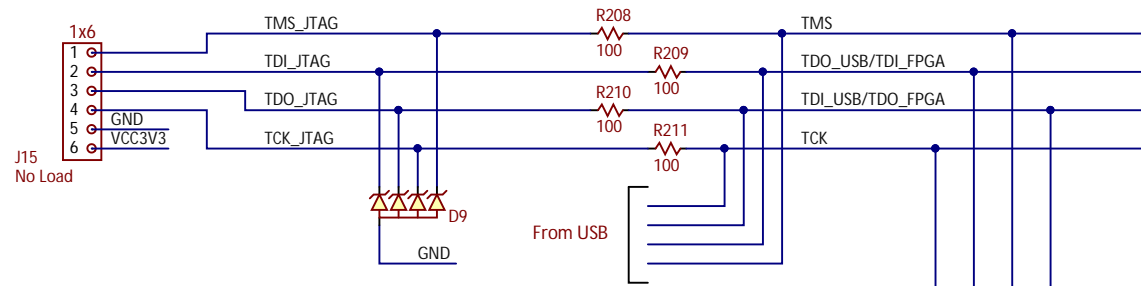 1x6
1
2
3
4
5
6
J15
No Load
TMS_JTAG
TDI_JTAG
TDO_JTAG
TCK_JTAG
GND
VCC3V3
R208
100
R209
100
R210
100
R211
100
TMS
TDO_USB/TDI_FPGA
TDI_USB/TDO_FPGA
TCK
D9
GND
From USB